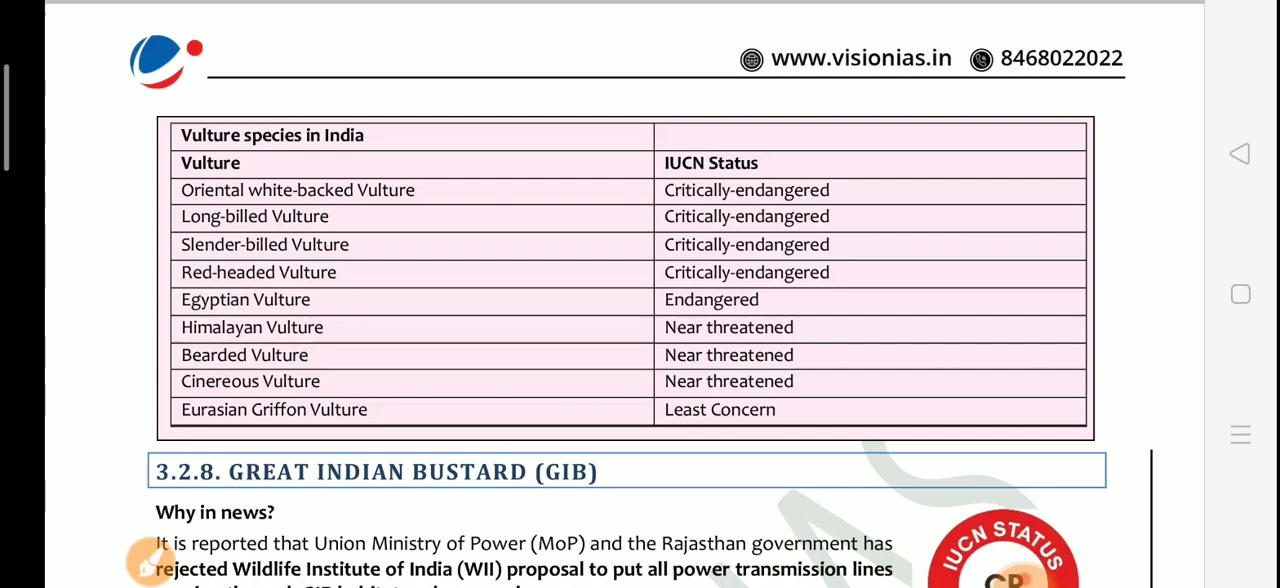 www.visionias.in 8468022022
Vulture species in India
Vulture IUCN Status
Oriental white-backed Vulture Critically-endangered
Long-billed Vulture Critically-endangered
Slender-billed Vulture Critically-endangered
Red-headed Vulture Critically-endangered
Egyptian Vulture Endangered
Himalayan Vulture Near threatened
Bearded Vulture Near threatened
Cinereous Vulture Near threatened
Eurasian Griffon Vulture Least Concern
3.2.8. GREAT INDIAN BUSTARD (GIB)
Why in news?
It is reported that Union Ministry of Power (MoP) and the Rajasthan government has
rejected Wildlife Institute of India (WII) proposal to put all power transmission lines
IUCN STATUS
CR